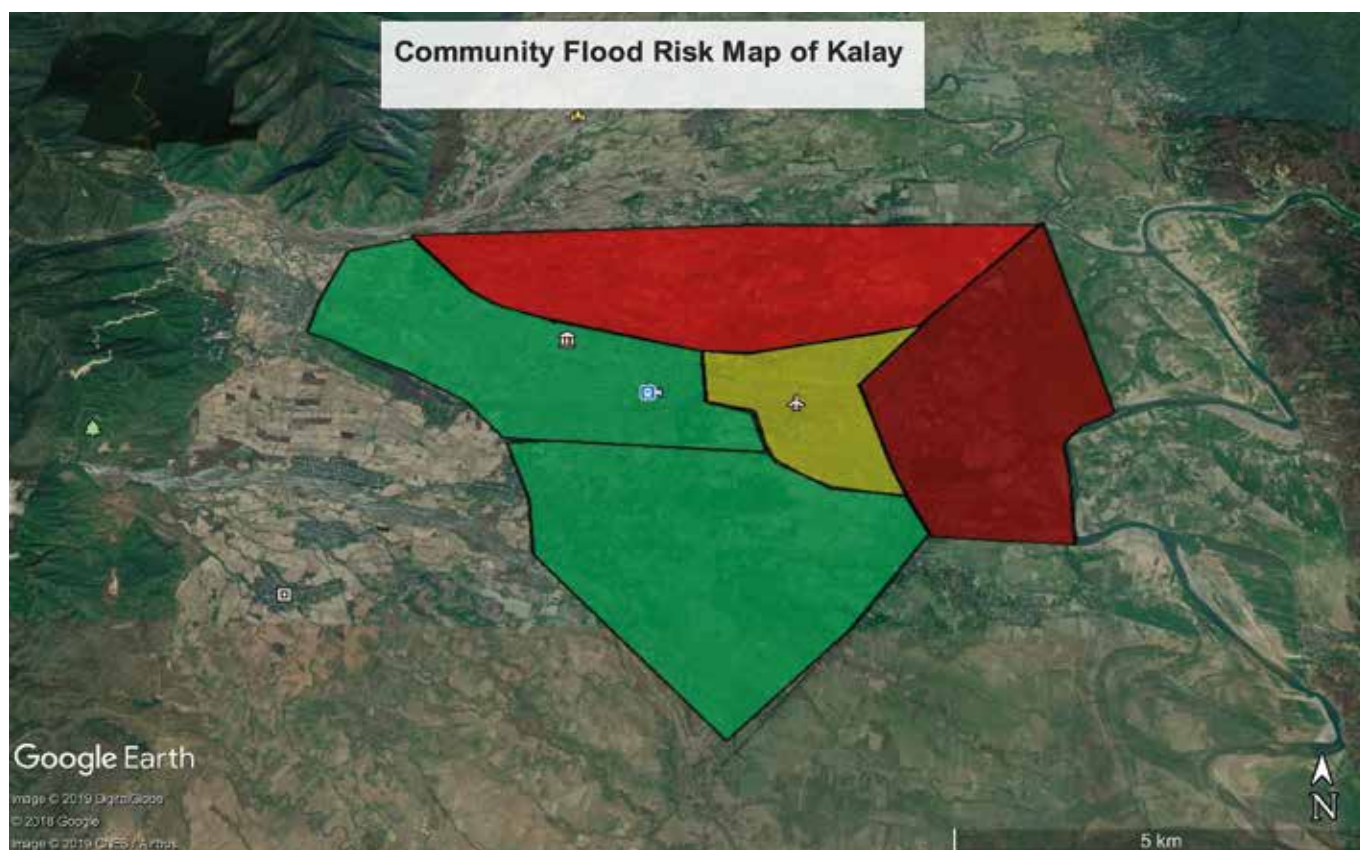 Community Flood Risk Map of Kalay
Google Earth
Image © 2019 DigitalGlobe
© 2018 Google
Image © 2019 CNES / Airbus
5 km
N